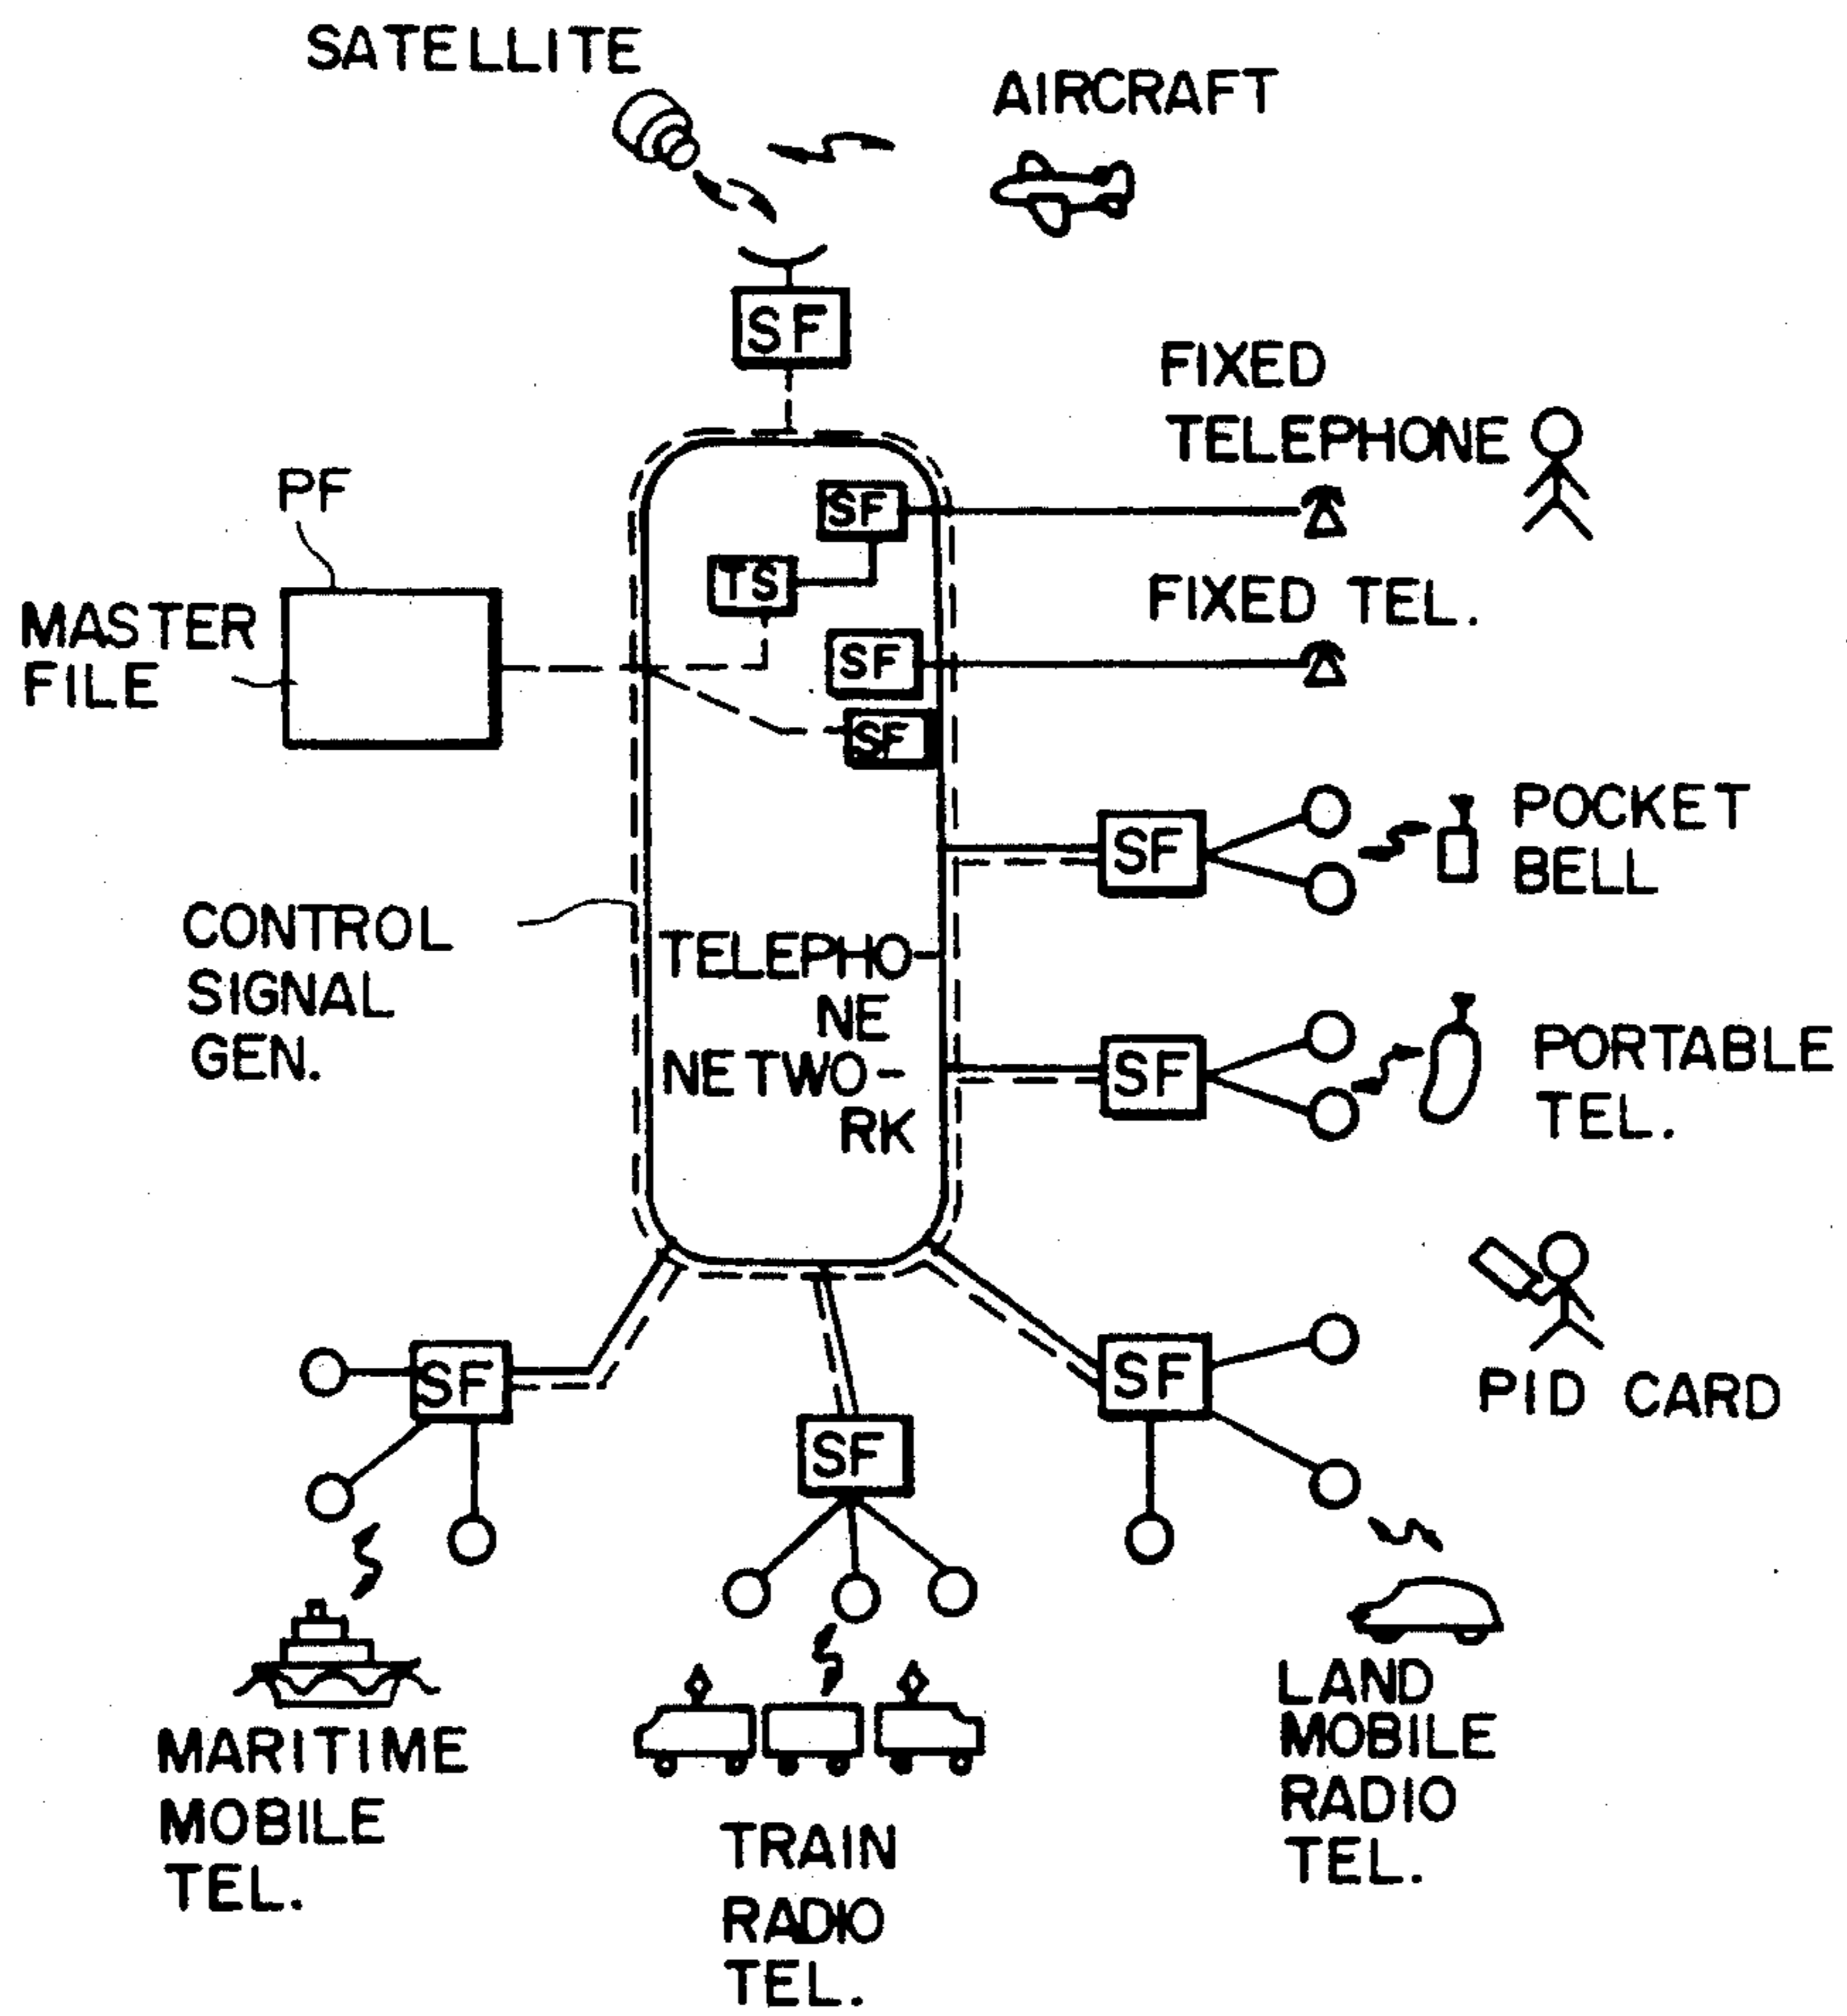 SATELLITE
AIRCRAFT
SF
FIXED
TELEPHONE
PF
SF
TS
FIXED TEL.
MASTER
FILE
SF
SF
POCKET
BELL
SF
CONTROL
SIGNAL
GEN.
TELEPHO-
NE
NETWO-
RK
SF
PORTABLE
TEL.
SF
SF
PID CARD
SF
LAND
MOBILE
RADIO
TEL.
MARITIME
MOBILE
TEL.
TRAIN
RADIO
TEL.